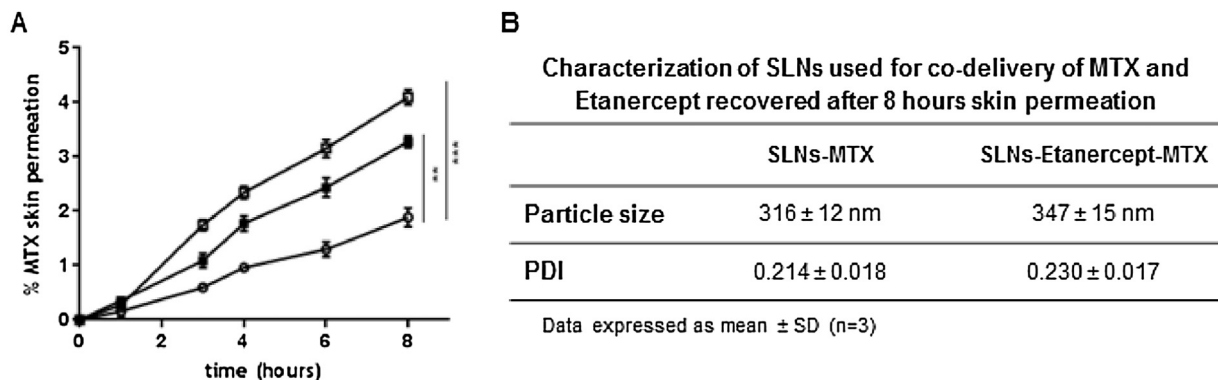 A
% MTX skin permeation
5
4
3
2
1
0
0 2 4 6 8
time (hours)
**
***
B
Characterization of SLNs used for co-delivery of MTX and
Etanercept recovered after 8 hours skin permeation
SLNs-MTX SLNs-Etanercept-MTX
Particle size 316 ± 12 nm 347 ± 15 nm
PDI 0.214 ± 0.018 0.230 ± 0.017
Data expressed as mean ± SD (n=3)